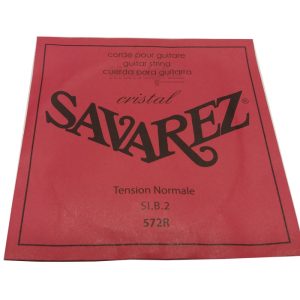 corde pour guitare
guitar string
cuerda para guitarra
cristal
SAVAREZ®
Tension Normale
SI.B.2
572R